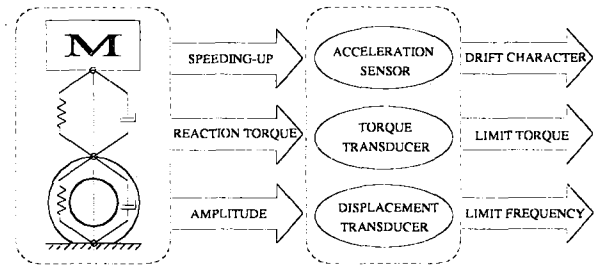 M
SPEEDING-UP
ACCELERATION
SENSOR
DRIFT CHARACTER
REACTION TORQUE
TORQUE
TRANSDUCER
LIMIT TORQUE
AMPLITUDE
DISPLACEMENT
TRANSDUCER
LIMIT FREQUENCY